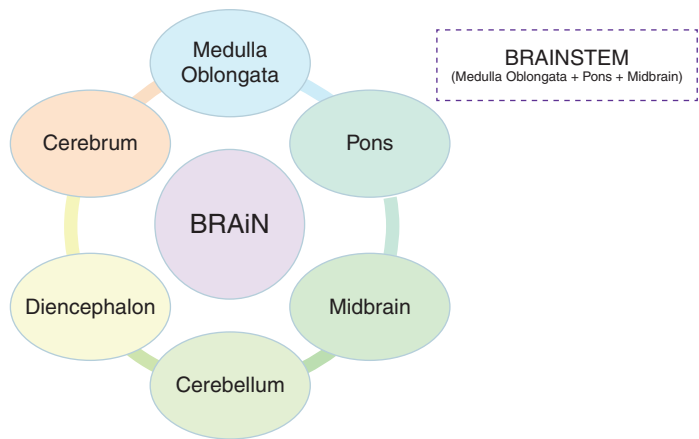 Medulla
Oblongata
BRAINSTEM
(Medulla Oblongata + Pons + Midbrain)
Cerebrum
Pons
BRAiN
Diencephalon
Midbrain
Cerebellum